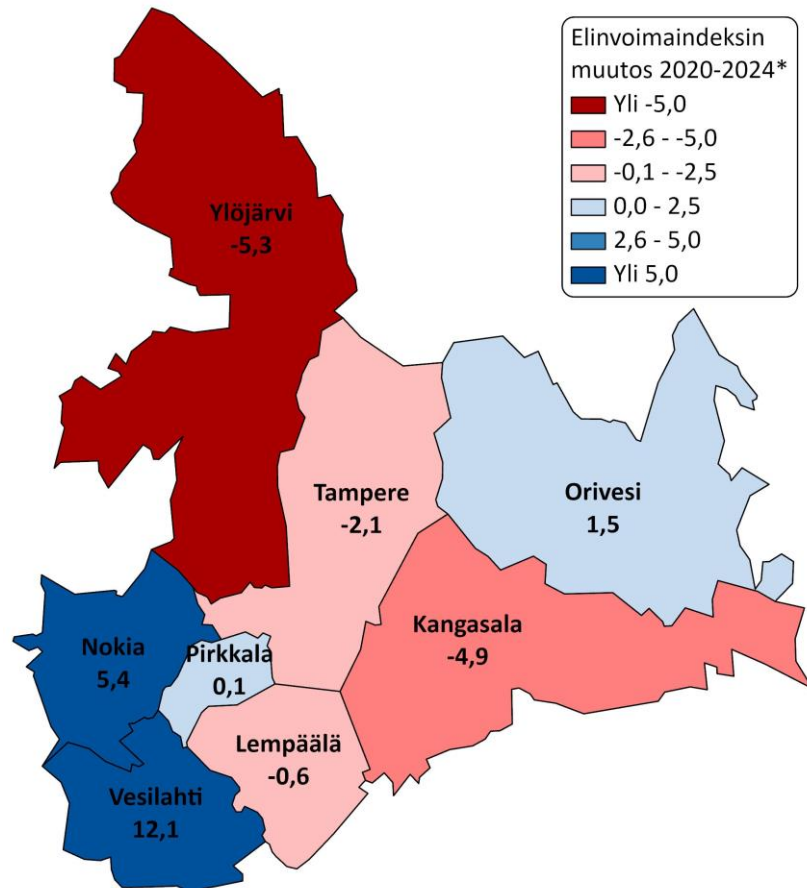 Elinvoimaindeksin
muutos 2020-2024*
Yli -5,0
-2,6 - -5,0
-0,1 - -2,5
0,0 - 2,5
2,6 - 5,0
Yli 5,0
Ylöjärvi
-5,3
Tampere
-2,1
Orivesi
1,5
Kangasala
-4,9
Nokia
5,4
Pirkkala
0,1
Lempäälä
-0,6
Vesilahti
12,1